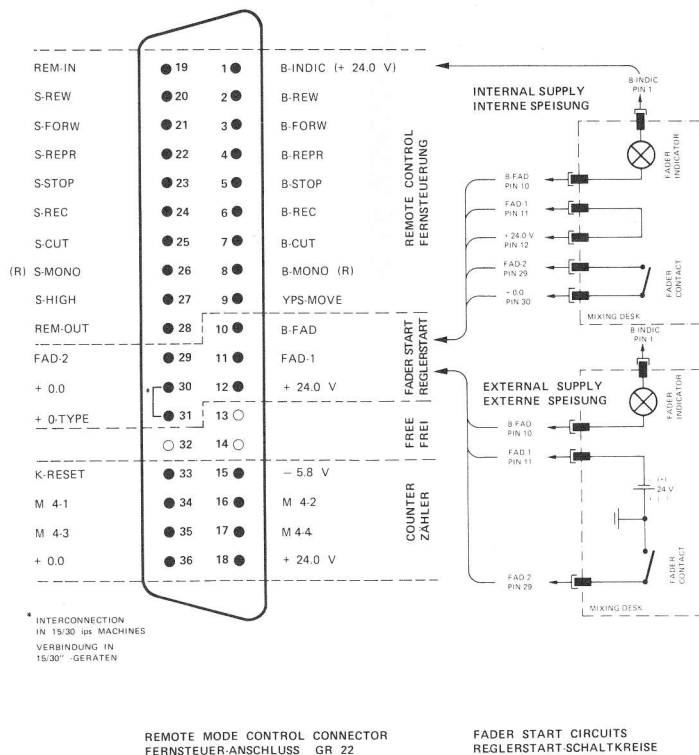 REM-IN 19 1 B-INDIC (+ 24.0 V)
S-REW 20 2 B-REW
S-FORW 21 3 B-FORW
S-REPR 22 4 B-REPR
S-STOP 23 5 B-STOP
S-REC 24 6 B-REC
S-CUT 25 7 B-CUT
(R) S-MONO 26 8 B-MONO (R)
S-HIGH 27 9 YPS-MOVE
REM-OUT 28 10 B-FAD
FAD-2 29 11 FAD-1
+ 0.0 * 30 12 + 24.0 V
+ 0-TYPE 31 13
32 14
K-RESET 33 15 – 5.8 V
M 4-1 34 16 M 4-2
M 4-3 35 17 M 4-4
+ 0.0 36 18 + 24.0 V
REMOTE CONTROL
FERNSTEUERUNG
FADER START
REGLERSTART
FREE
FREI
COUNTER
ZÄHLER
* INTERCONNECTION
IN 15/30 ips MACHINES
VERBINDUNG IN
15/30" -GERÄTEN
INTERNAL SUPPLY
INTERNE SPEISUNG
B-INDIC
PIN 1
FADER
INDICATOR
B-FAD
PIN 10
FAD-1
PIN 11
+ 24.0 V
PIN 12
FAD-2
PIN 29
+ 0.0
PIN 30
FADER
CONTACT
MIXING DESK
EXTERNAL SUPPLY
EXTERNE SPEISUNG
B-INDIC
PIN 1
FADER
INDICATOR
B-FAD
PIN 10
FAD 1
PIN 11
- (+)
24 V
FAD-2
PIN 29
FADER
CONTACT
MIXING DESK
REMOTE MODE CONTROL CONNECTOR
FERNSTEUER-ANSCHLUSS GR 22
FADER START CIRCUITS
REGLERSTART-SCHALTKREISE